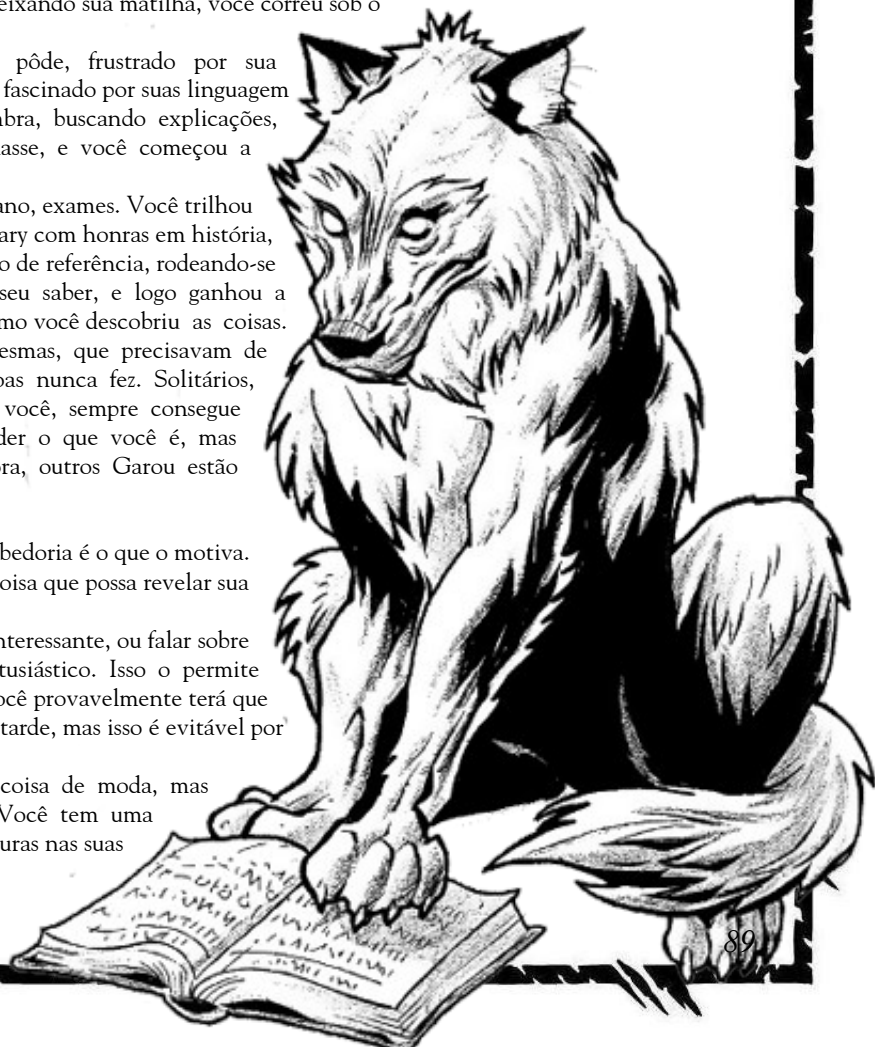 eixando sua matilha, você correu sob o
pôde, frustrado por sua
fascinado por suas linguagem
bra, buscando explicações,
asse, e você começou a
ano, exames. Você trilhou
ary com honras em história,
o de referência, rodeando-se
seu saber, e logo ganhou a
mo você descobriu as coisas.
esmas, que precisavam de
pas nunca fez. Solitários,
você, sempre consegue
der o que você é, mas
ra, outros Garou estão
bedoria é o que o motiva.
oisa que possa revelar sua
nteressante, ou falar sobre
tusiástico. Isso o permite
ocê provavelmente terá que
tarde, mas isso é evitável por
coisa de moda, mas
Você tem uma
uras nas suas
89